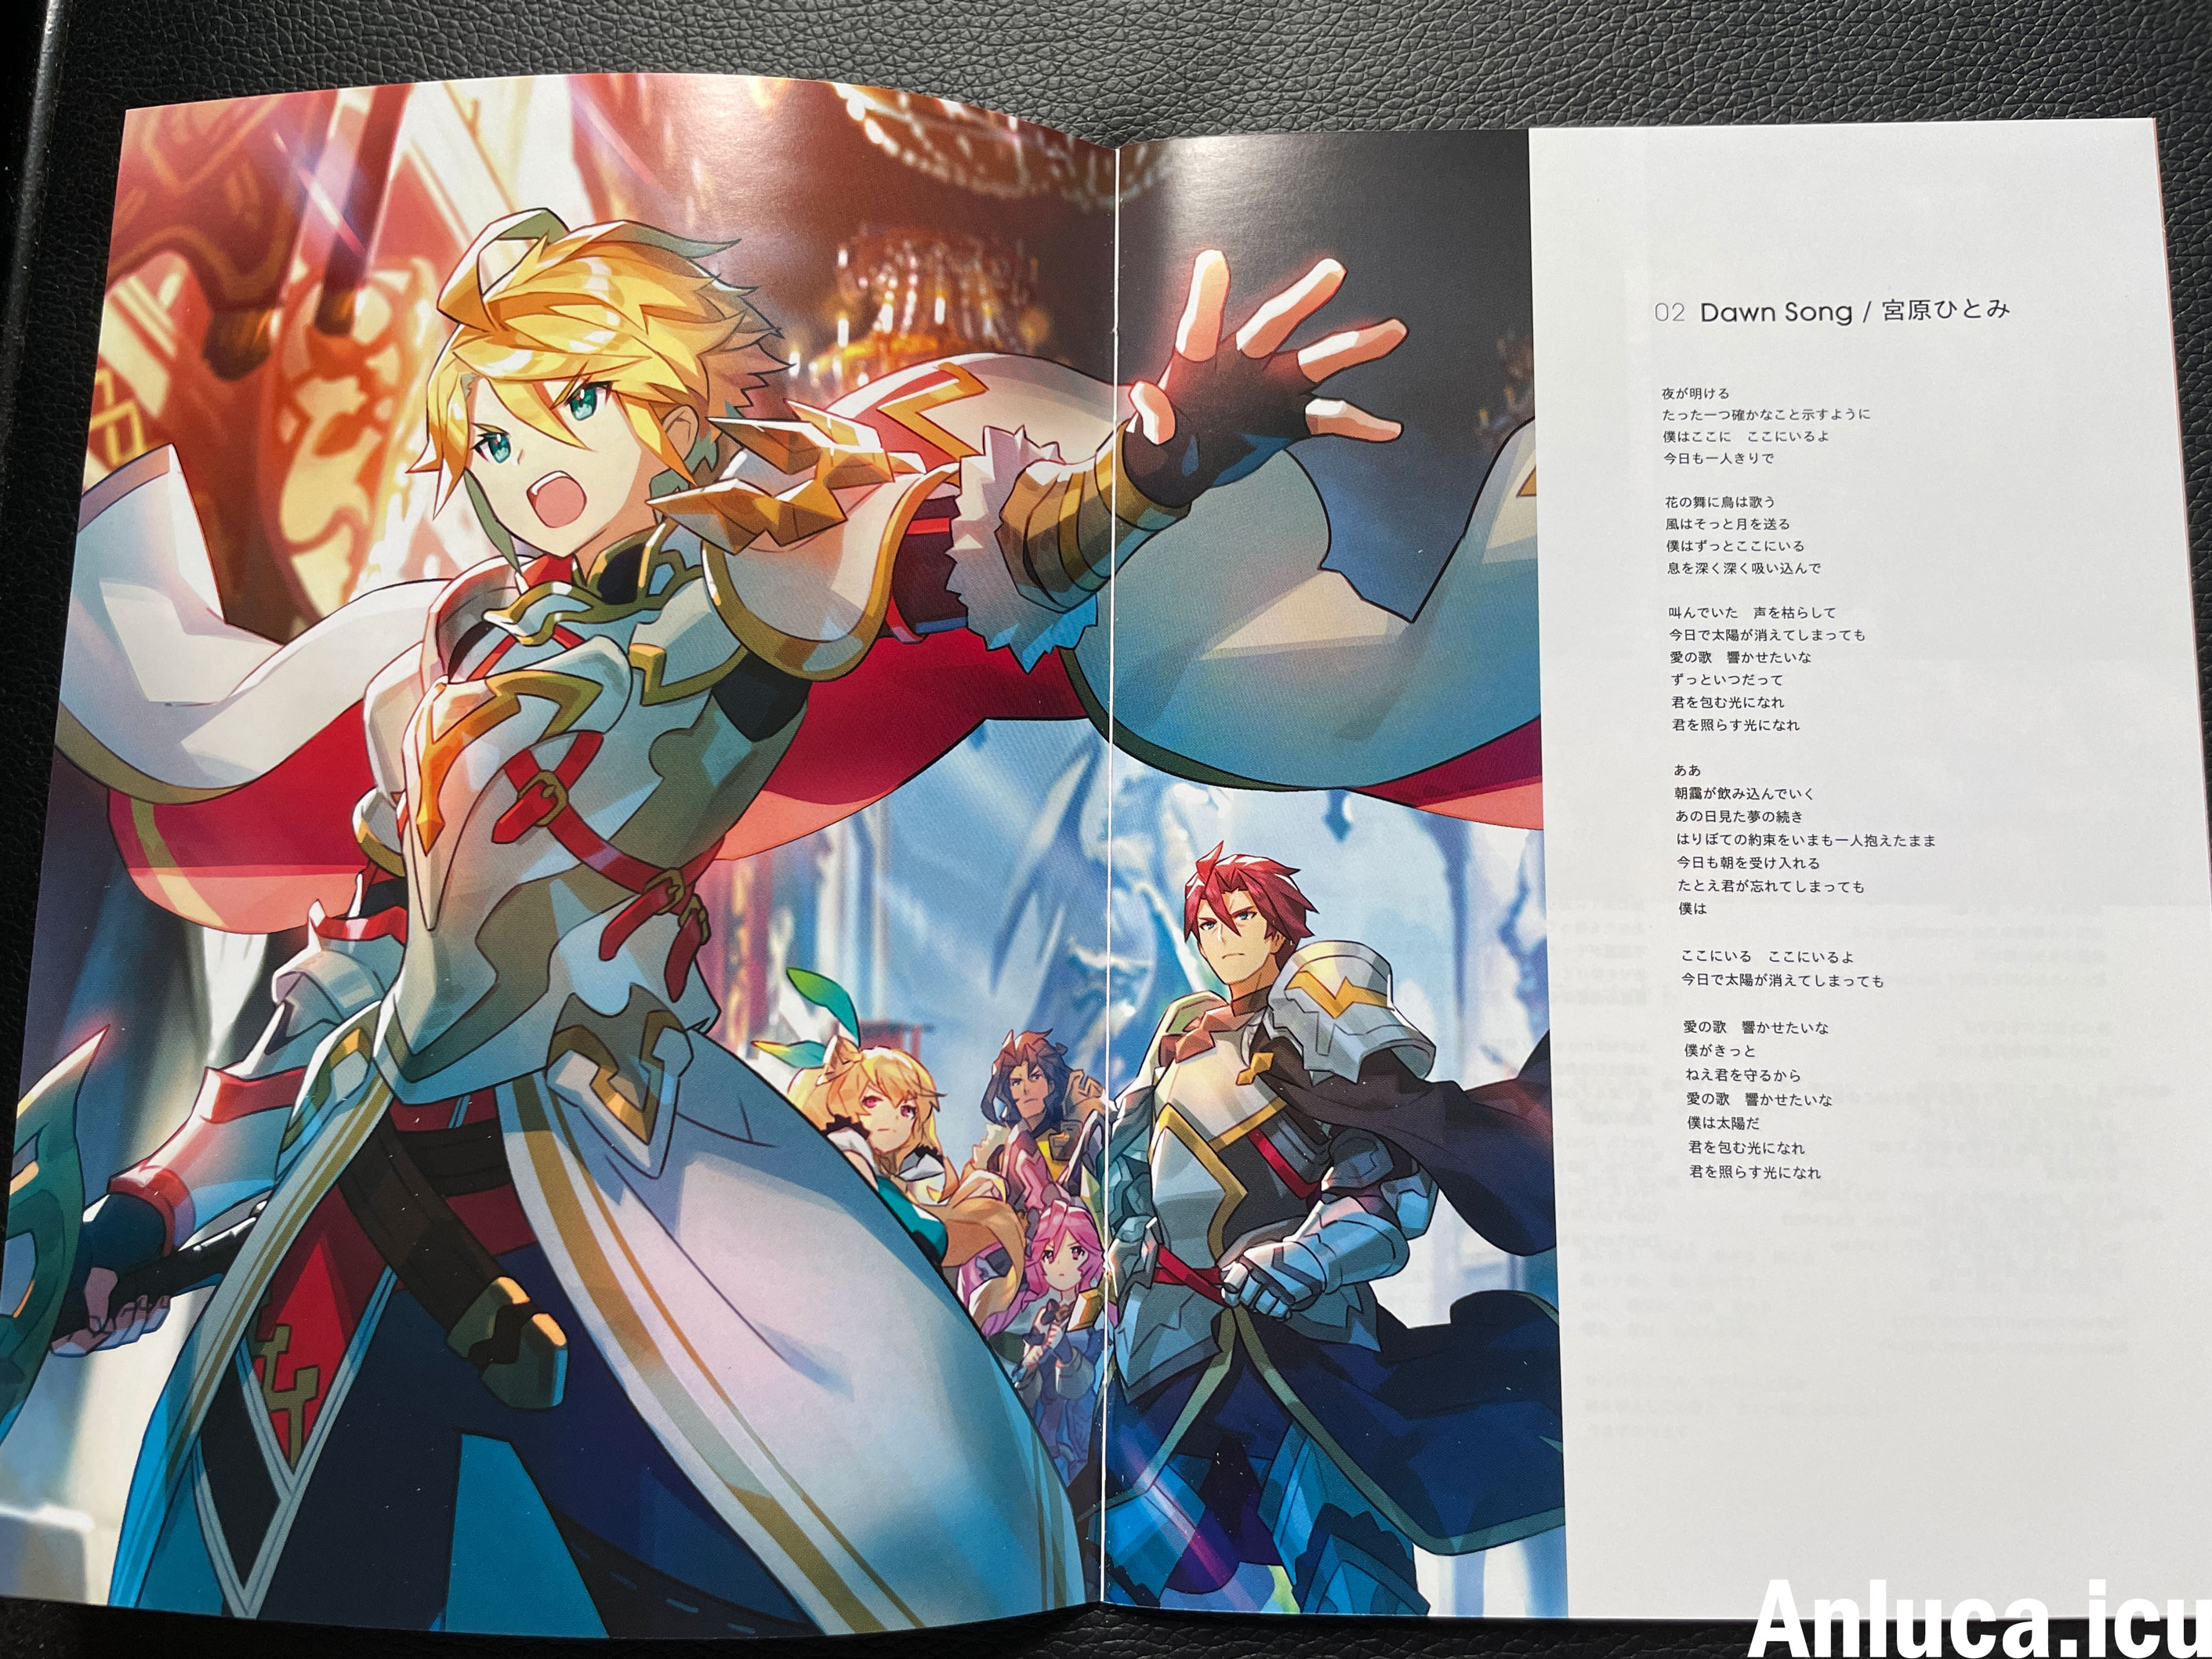 02 Dawn Song / 宮原ひとみ
夜が明ける
たった一つ確かなこと示すように
僕はここに　ここにいるよ
今日も一人きりで
花の舞に鳥は歌う
風はそっと月を送る
僕はずっとここにいる
息を深く深く吸い込んで
叫んでいた　声を枯らして
今日で太陽が消えてしまっても
愛の歌　響かせたいな
ずっといつだって
君を包む光になれ
君を照らす光になれ
ああ
朝靄が飲み込んでいく
あの日見た夢の続き
はりぼての約束をいまも一人抱えたまま
今日も朝を受け入れる
たとえ君が忘れてしまっても
僕は
ここにいる　ここにいるよ
今日で太陽が消えてしまっても
愛の歌　響かせたいな
僕がきっと
ねえ君を守るから
愛の歌　響かせたいな
僕は太陽だ
君を包む光になれ
君を照らす光になれ
Anluca.icu